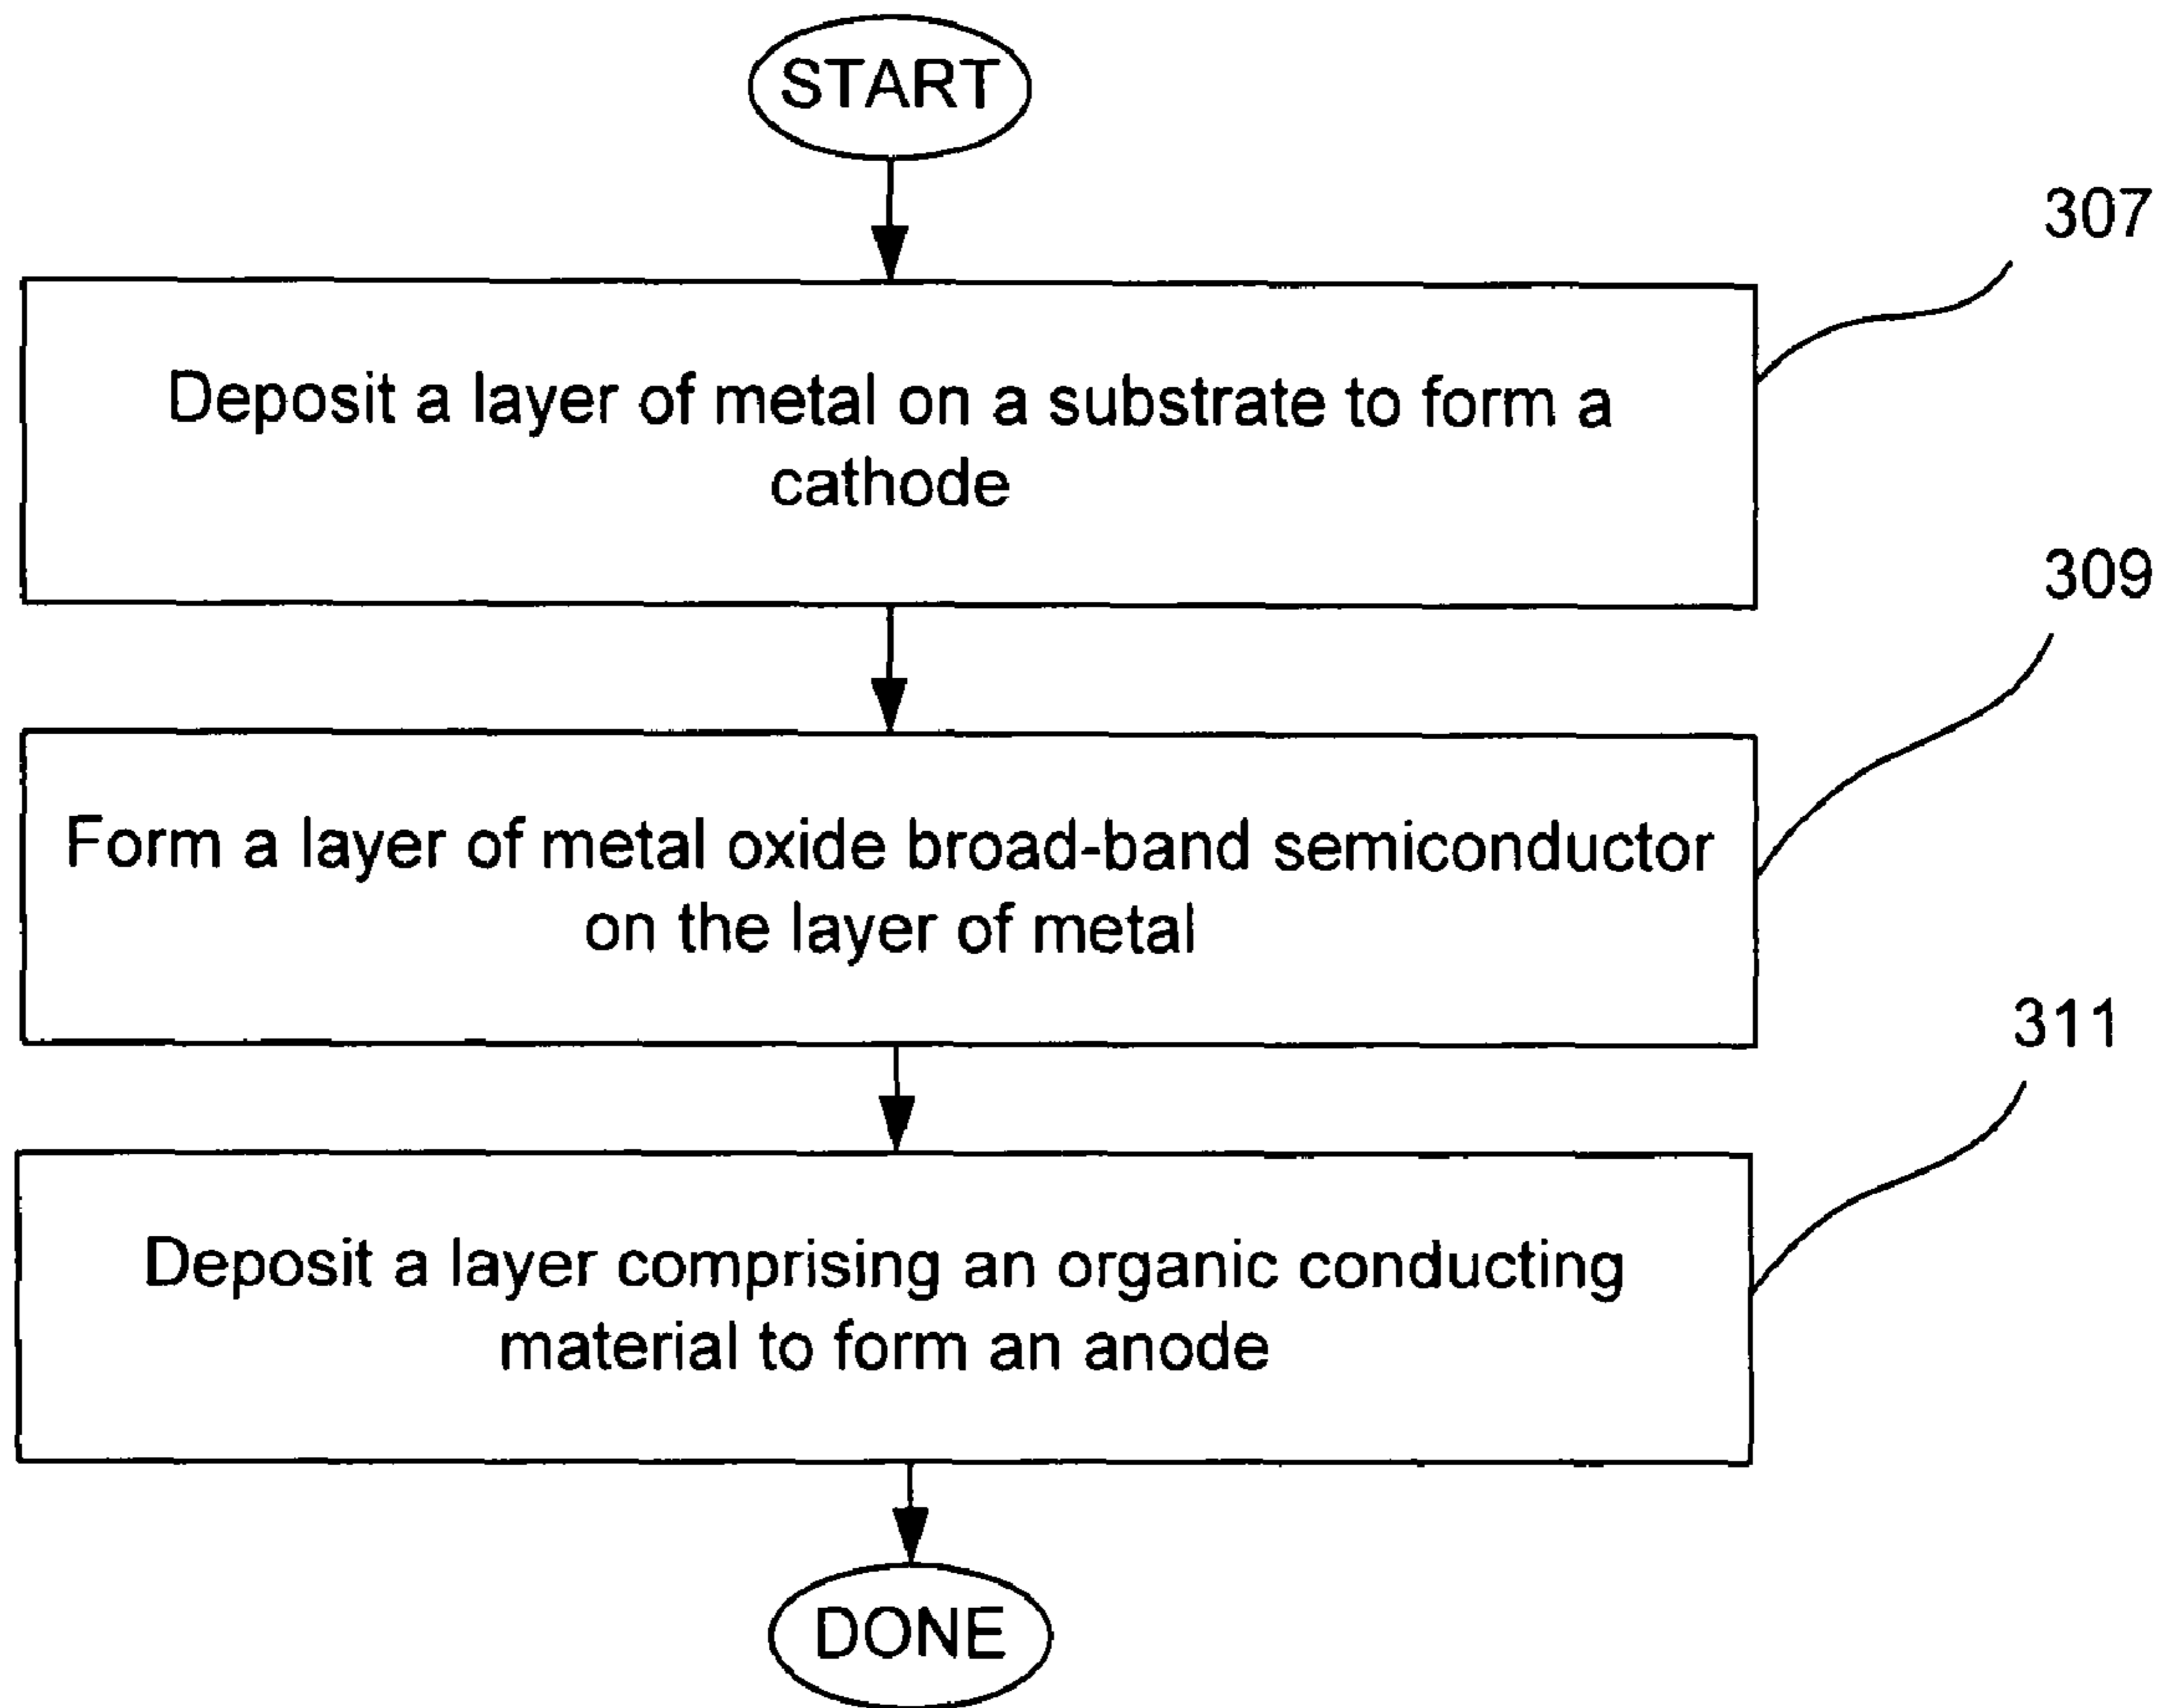 START
307
Deposit a layer of metal on a substrate to form a
cathode
309
Form a layer of metal oxide broad-band semiconductor
on the layer of metal
311
Deposit a layer comprising an organic conducting
material to form an anode
DONE